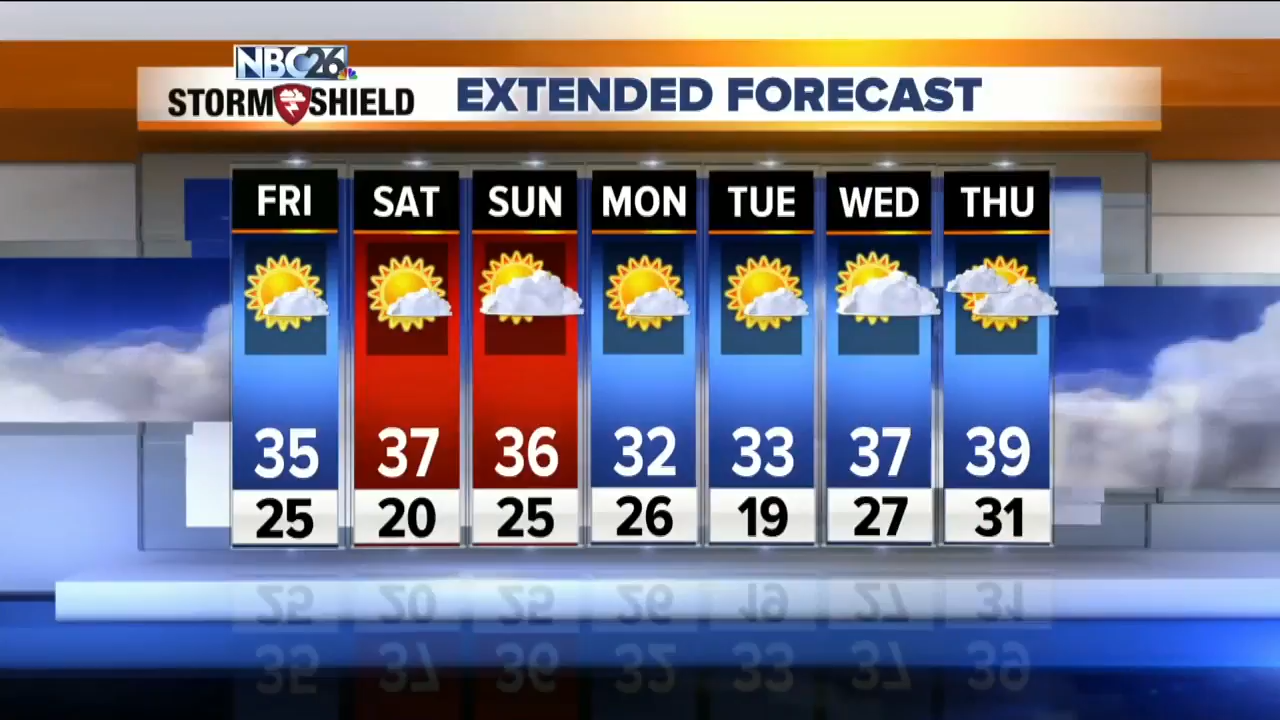 NBC26
STORM SHIELD
EXTENDED FORECAST
FRI SAT SUN MON TUE WED THU
35 37 36 32 33 37 39
25 20 25 26 19 27 31